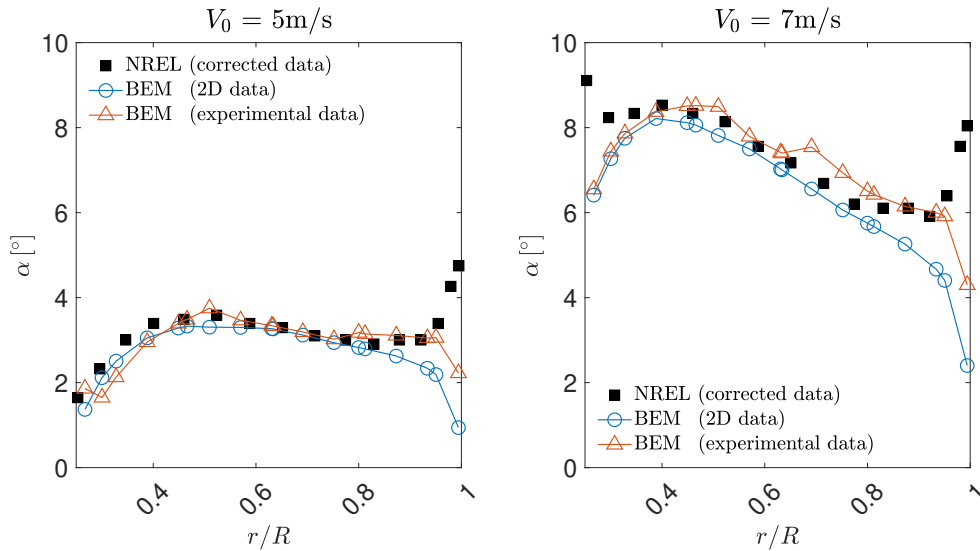 V₀ = 5m/s
10
8
6
4
2
0
α [°]
NREL (corrected data)
BEM (2D data)
BEM (experimental data)
0.4
0.6
0.8
1
r/R
V₀ = 7m/s
10
8
6
4
2
0
α [°]
NREL (corrected data)
BEM (2D data)
BEM (experimental data)
0.4
0.6
0.8
1
r/R